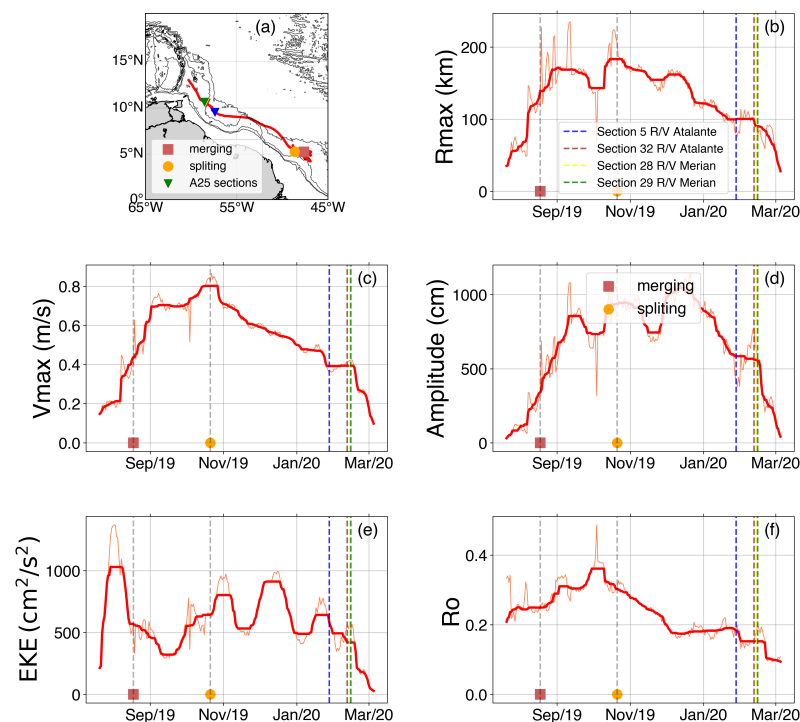 (a)
15°N
10°N
5°N
0°
65°W
55°W
45°W
merging
spliting
A25 sections
(b)
Rmax (km)
200
100
0
Section 5 R/V Atalante
Section 32 R/V Atalante
Section 28 R/V Merian
Section 29 R/V Merian
Sep/19 Nov/19 Jan/20 Mar/20
(c)
Vmax (m/s)
0.8
0.6
0.4
0.2
0.0
Sep/19 Nov/19 Jan/20 Mar/20
(d)
Amplitude (cm)
1000
500
0
merging
spliting
Sep/19 Nov/19 Jan/20 Mar/20
(e)
EKE (cm²/s²)
1000
500
0
Sep/19 Nov/19 Jan/20 Mar/20
(f)
Ro
0.4
0.2
0.0
Sep/19 Nov/19 Jan/20 Mar/20